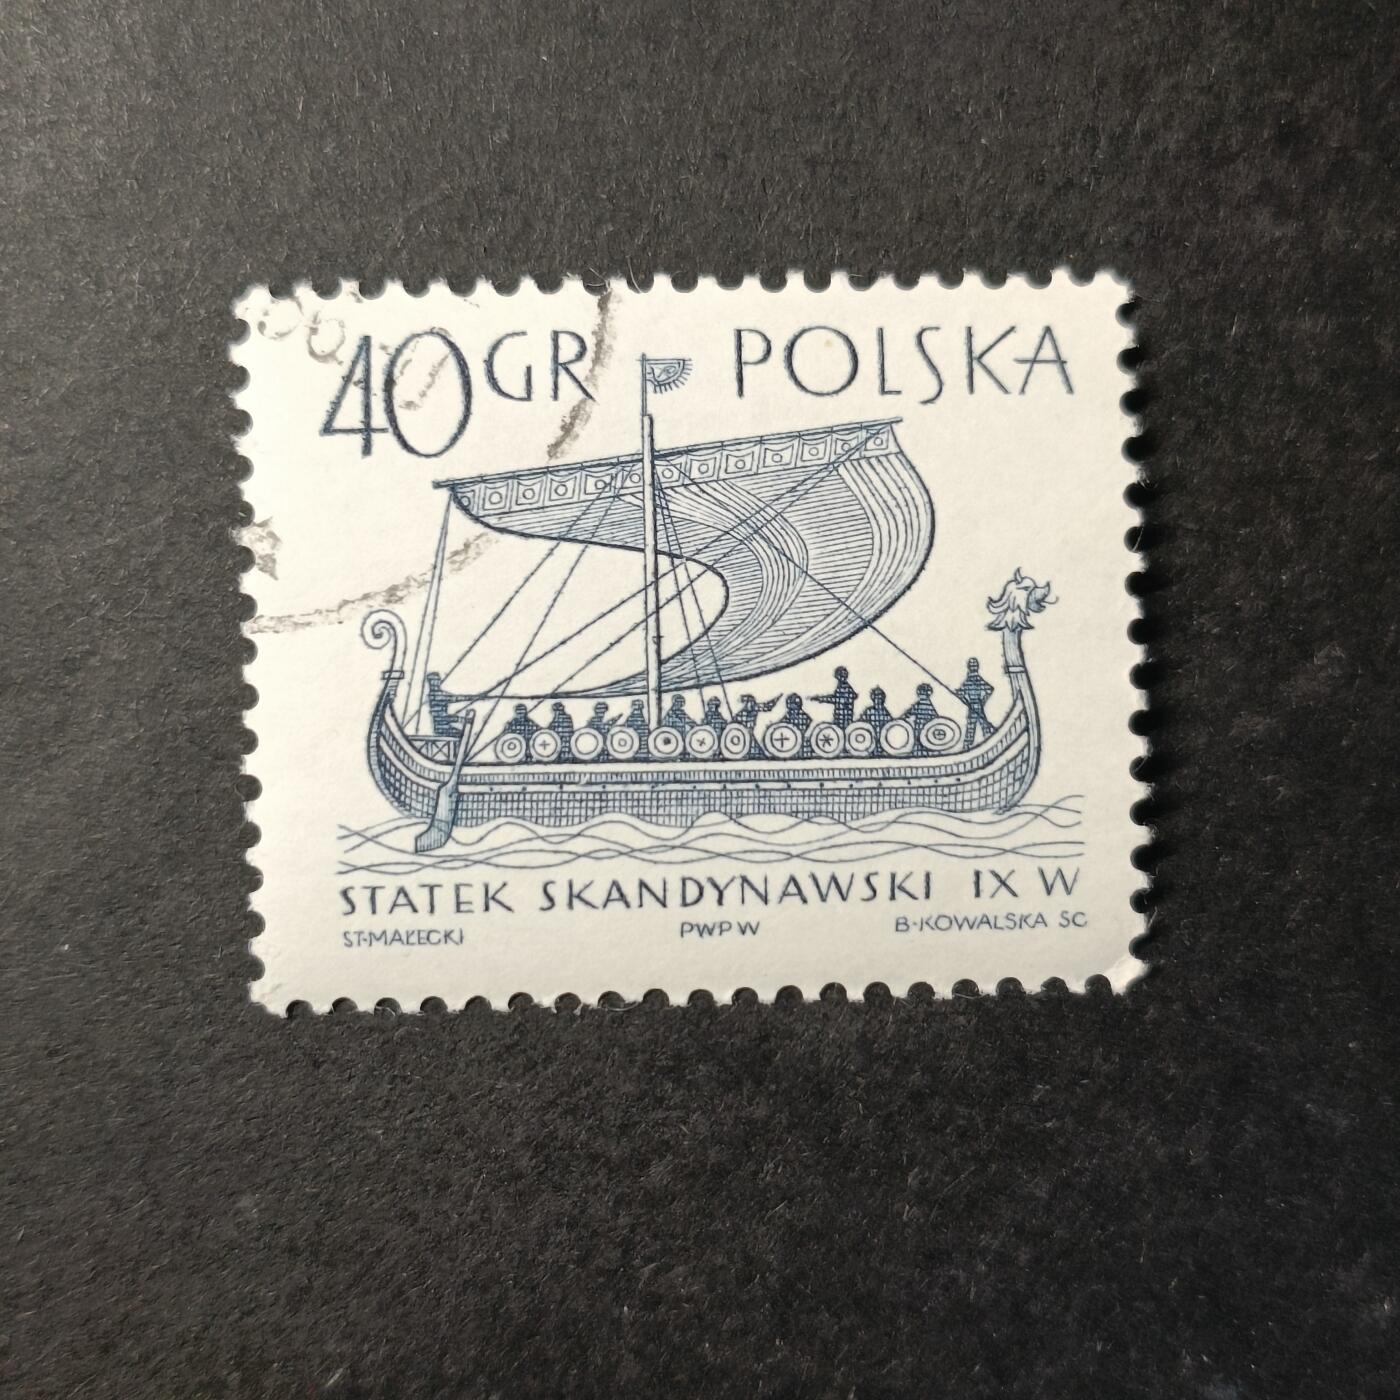 40 GR POLSKA
STATEK SKANDYNAWSKI IX W
ST·MAŁECKI PWPW B·KOWALSKA SC